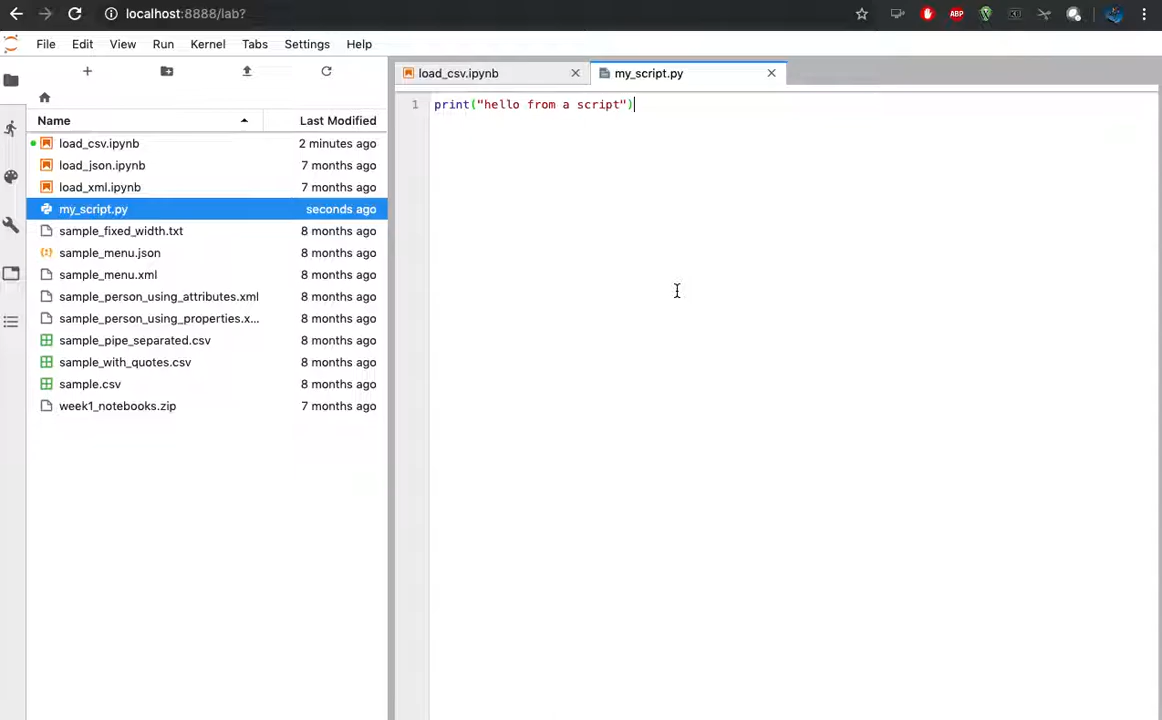 localhost:8888/lab?
ABP
File Edit View Run Kernel Tabs Settings Help
load_csv.ipynb my_script.py
Name Last Modified
load_csv.ipynb 2 minutes ago
load_json.ipynb 7 months ago
load_xml.ipynb 7 months ago
my_script.py seconds ago
sample_fixed_width.txt 8 months ago
sample_menu.json 8 months ago
sample_menu.xml 8 months ago
sample_person_using_attributes.xml 8 months ago
sample_person_using_properties.x... 8 months ago
sample_pipe_separated.csv 8 months ago
sample_with_quotes.csv 8 months ago
sample.csv 8 months ago
week1_notebooks.zip 7 months ago
1 print("hello from a script")